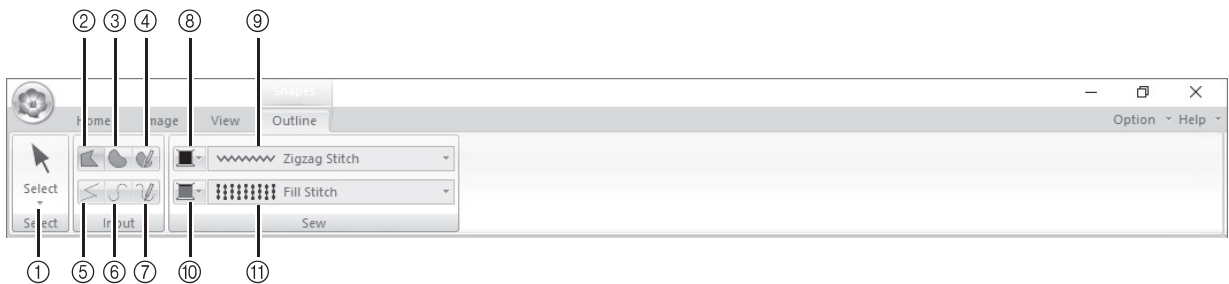 ② ③ ④ ⑧ ⑨
Shapes
Home Image View Outline Option Help
Zigzag Stitch
Select Fill Stitch
Select Input Sew
① ⑤ ⑥ ⑦ ⑩ ⑪